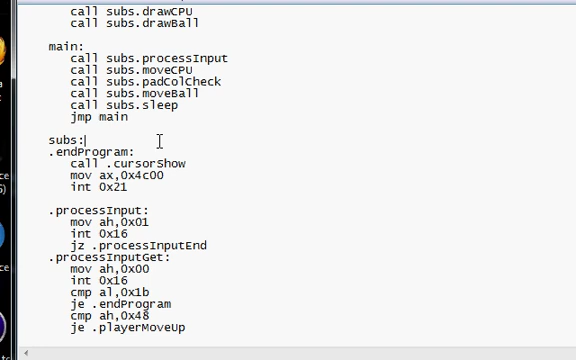 call subs.drawCPU
call subs.drawBall
main:
call subs.processInput
call subs.moveCPU
call subs.padColCheck
call subs.moveBall
call subs.sleep
jmp main
subs:
.endProgram:
call .cursorShow
mov ax,0x4c00
int 0x21
.processInput:
mov ah,0x01
int 0x16
jz .processInputEnd
.processInputGet:
mov ah,0x00
int 0x16
cmp al,0x1b
je .endProgram
cmp ah,0x48
je .playerMoveUp